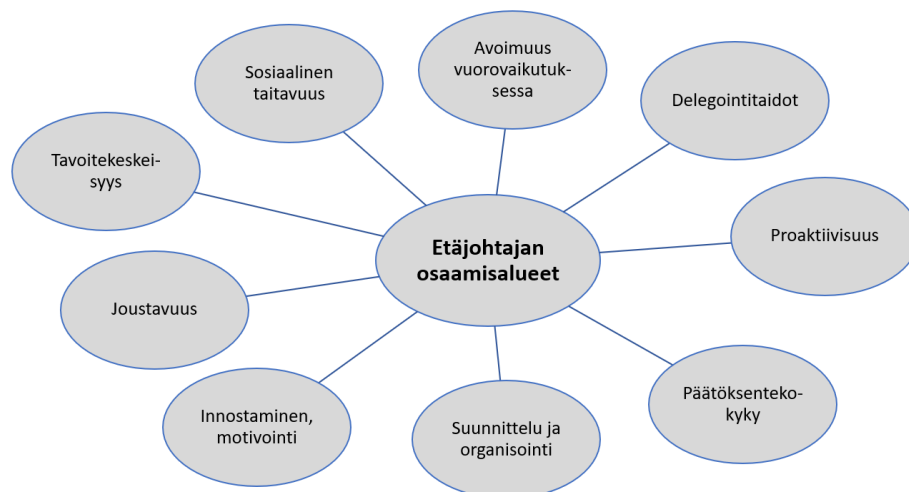 Avoimuus
vuorovaikutuk-
sessa
Sosiaalinen
taitavuus
Delegointitaidot
Tavoitekeskei-
syys
Proaktiivisuus
Etäjohtajan
osaamisalueet
Joustavuus
Päätöksenteko-
kyky
Innostaminen,
motivointi
Suunnittelu ja
organisointi